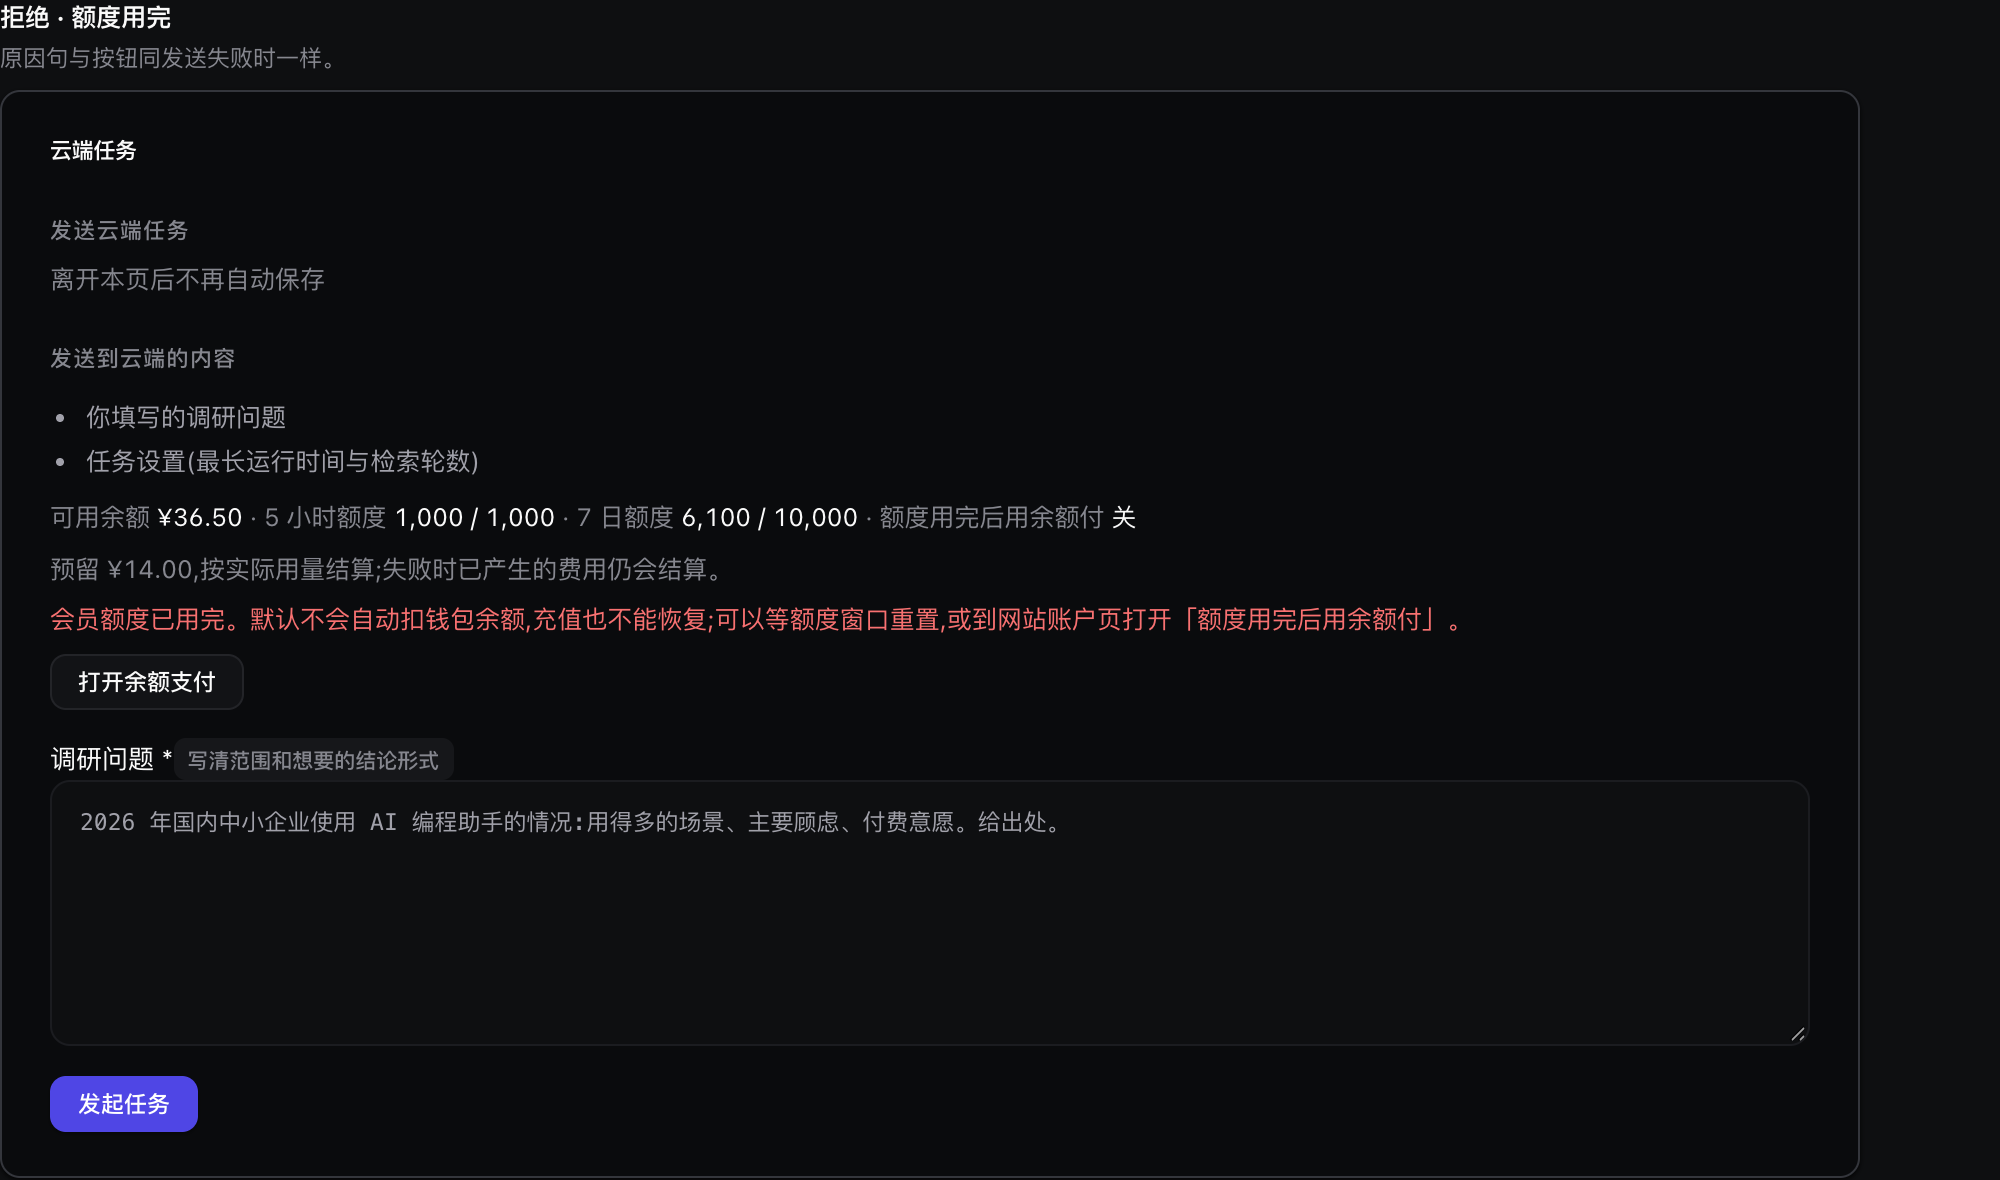 拒绝 · 额度用完
原因句与按钮同发送失败时一样。
云端任务
发送云端任务
离开本页后不再自动保存
发送到云端的内容
• 你填写的调研问题
• 任务设置(最长运行时间与检索轮数)
可用余额 ¥36.50 · 5 小时额度 1,000 / 1,000 · 7 日额度 6,100 / 10,000 · 额度用完后用余额付 关
预留 ¥14.00,按实际用量结算;失败时已产生的费用仍会结算。
会员额度已用完。默认不会自动扣钱包余额,充值也不能恢复;可以等额度窗口重置,或到网站账户页打开「额度用完后用余额付」。
打开余额支付
调研问题 * 写清范围和想要的结论形式
2026 年国内中小企业使用 AI 编程助手的情况:用得多的场景、主要顾虑、付费意愿。给出处。
发起任务